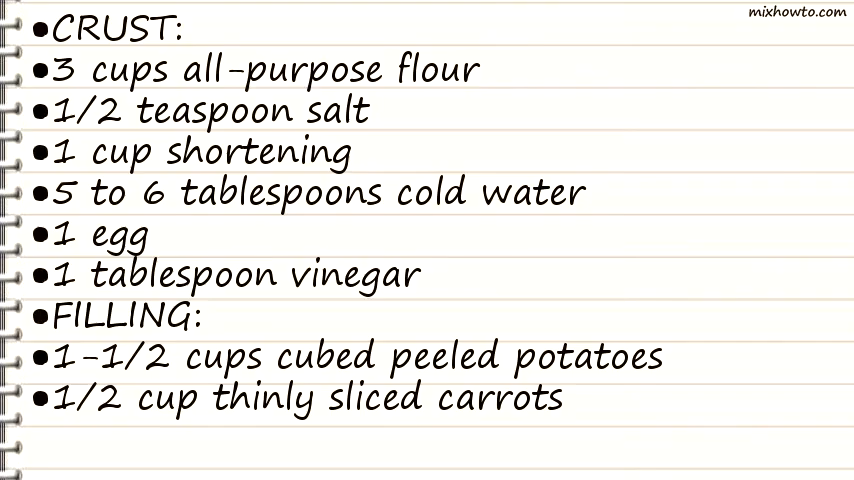 mixhowto.com
•CRUST:
•3 cups all-purpose flour
•1/2 teaspoon salt
•1 cup shortening
•5 to 6 tablespoons cold water
•1 egg
•1 tablespoon vinegar
•FILLING:
•1-1/2 cups cubed peeled potatoes
•1/2 cup thinly sliced carrots